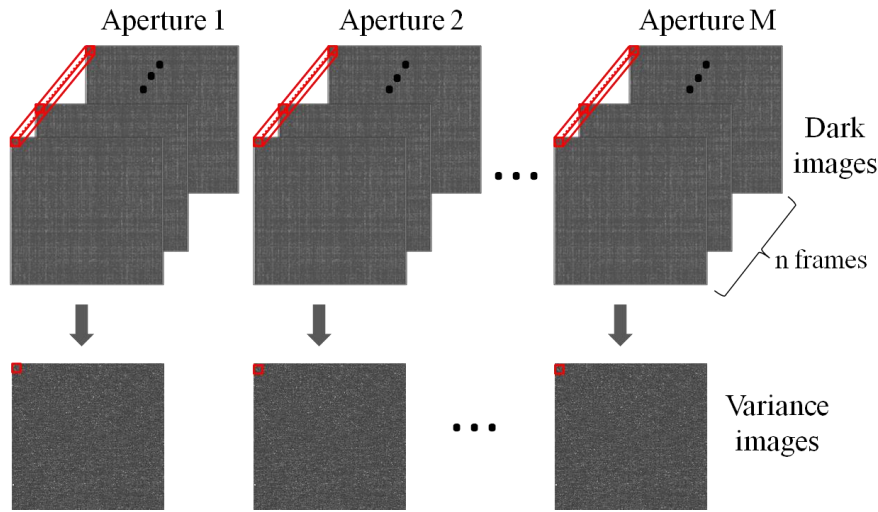 Aperture 1
Aperture 2
Aperture M
Dark
images
n frames
Variance
images